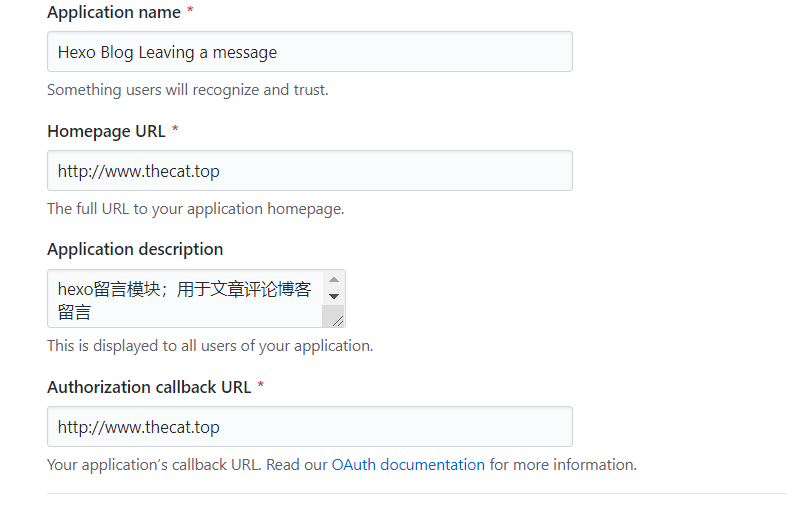 Application name *
Hexo Blog Leaving a message
Something users will recognize and trust.
Homepage URL *
http://www.thecat.top
The full URL to your application homepage.
Application description
hexo留言模块；用于文章评论博客
留言
This is displayed to all users of your application.
Authorization callback URL *
http://www.thecat.top
Your application’s callback URL. Read our OAuth documentation for more information.